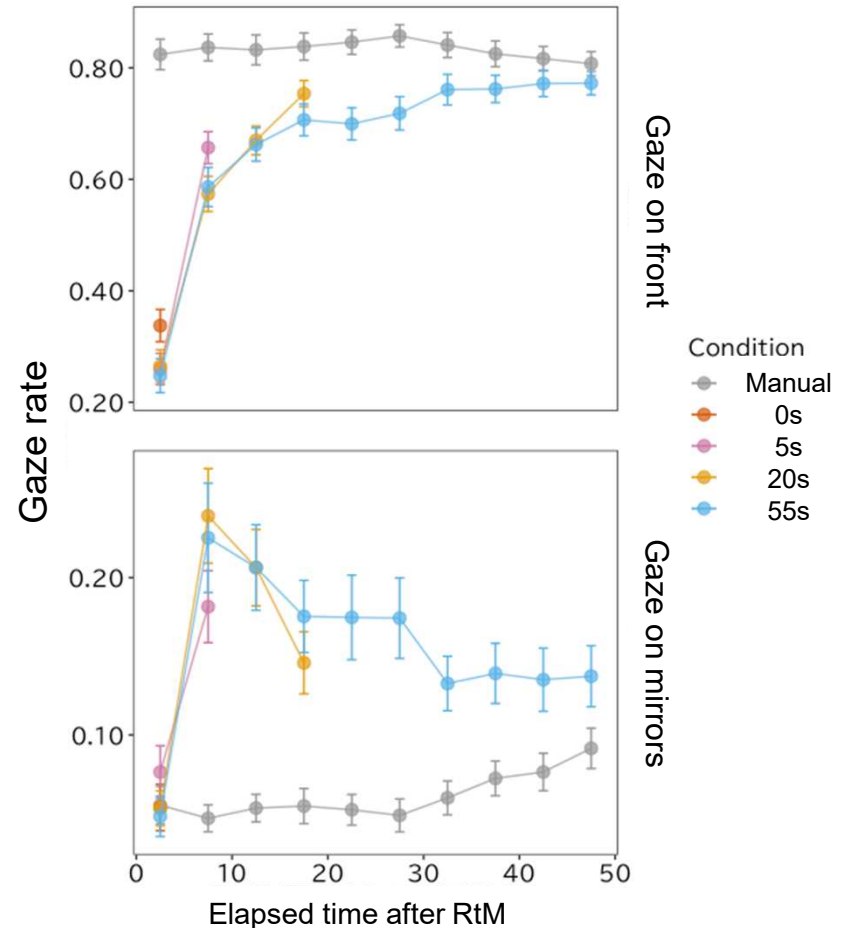 0.80
0.60
0.40
0.20
Gaze on front
Gaze rate
Condition
Manual
0s
5s
20s
55s
0.20
0.10
Gaze on mirrors
0 10 20 30 40 50
Elapsed time after RtM